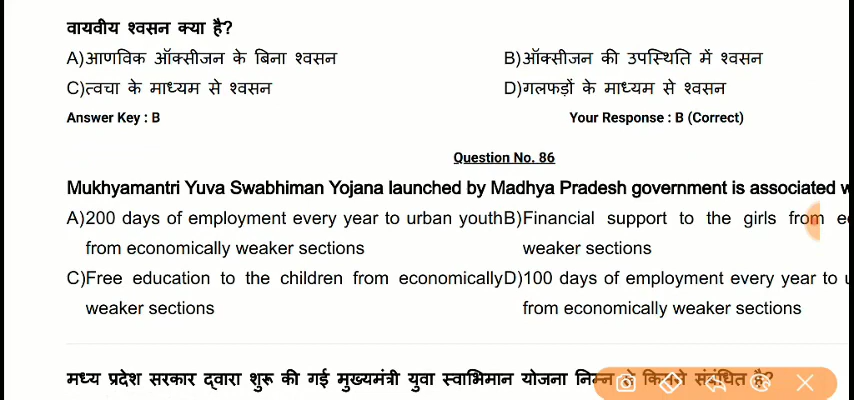 वायवीय श्वसन क्या है?
A)आणविक ऑक्सीजन के बिना श्वसन B)ऑक्सीजन की उपस्थिति में श्वसन
C)त्वचा के माध्यम से श्वसन D)गलफड़ों के माध्यम से श्वसन
Answer Key : B Your Response : B (Correct)
Question No. 86
Mukhyamantri Yuva Swabhiman Yojana launched by Madhya Pradesh government is associated
A)200 days of employment every year to urban youth B)Financial support to the girls from
from economically weaker sections weaker sections
C)Free education to the children from economically D)100 days of employment every year to
weaker sections from economically weaker sections
मध्य प्रदेश सरकार द्वारा शुरू की गई मुख्यमंत्री युवा स्वाभिमान योजना निम्न है?